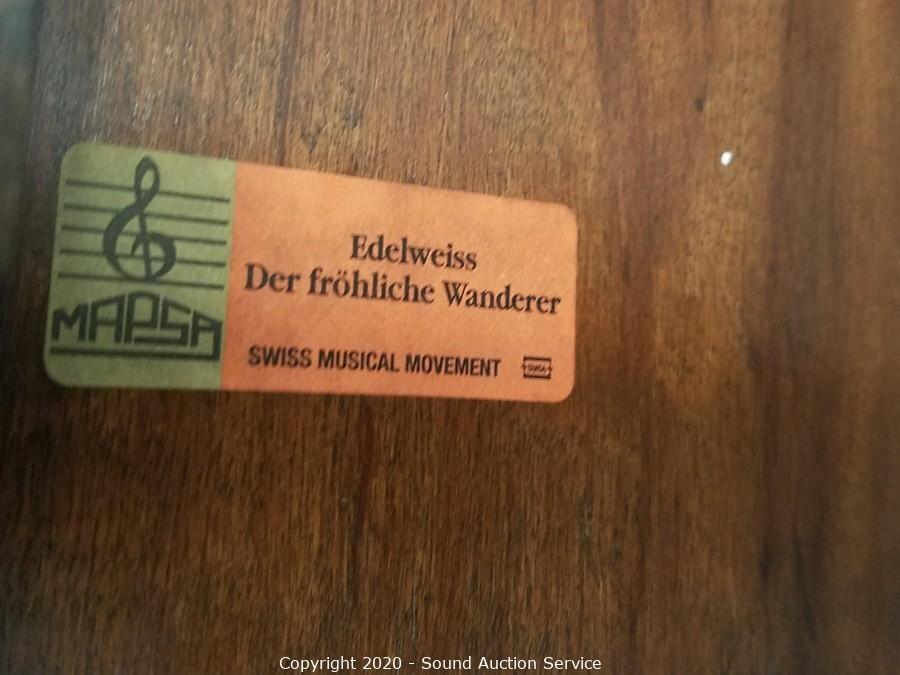 MAPSA
Edelweiss
Der fröhliche Wanderer
SWISS MUSICAL MOVEMENT
Copyright 2020 - Sound Auction Service